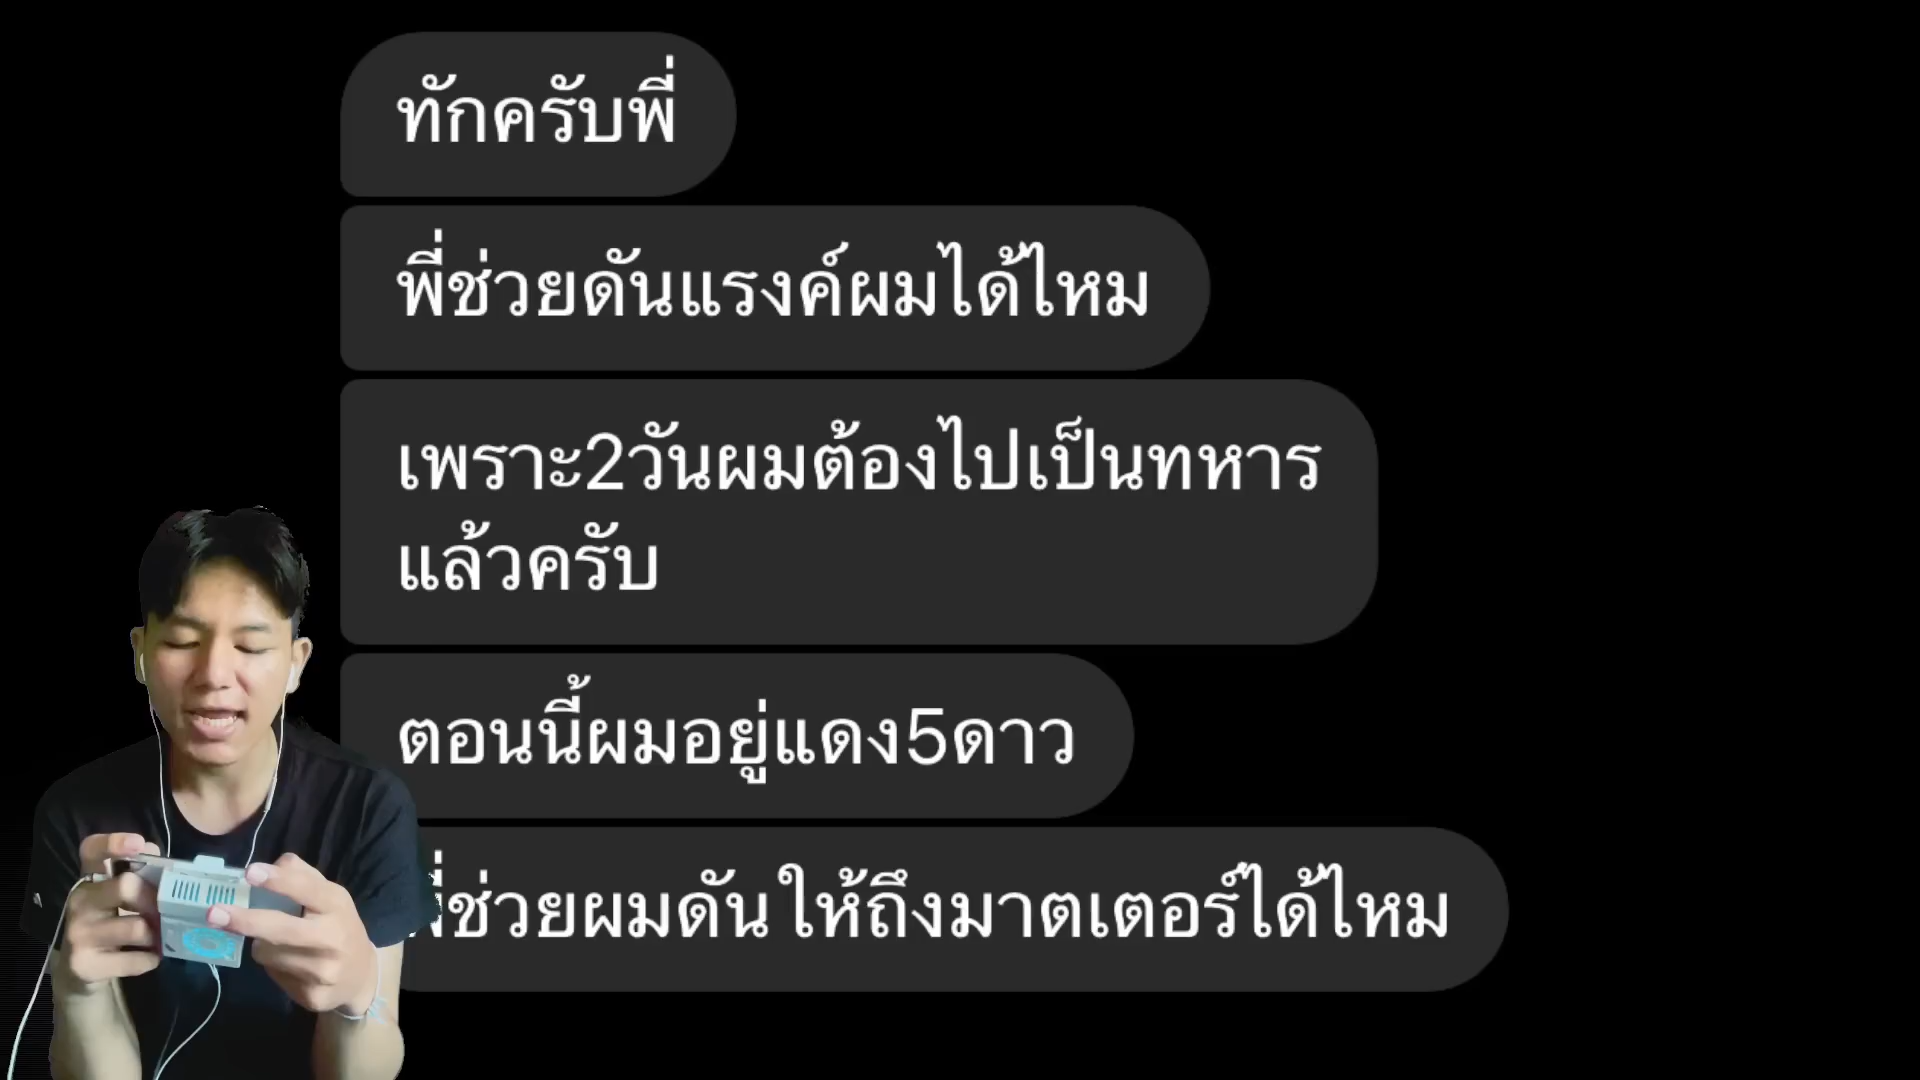 ทักครับพี่
พี่ช่วยดันแรงค์ผมได้ไหม
เพราะ2วันผมต้องไปเป็นทหาร
แล้วครับ
ตอนนี้ผมอยู่แดง5ดาว
พี่ช่วยผมดันให้ถึงมาตเตอร์ได้ไหม